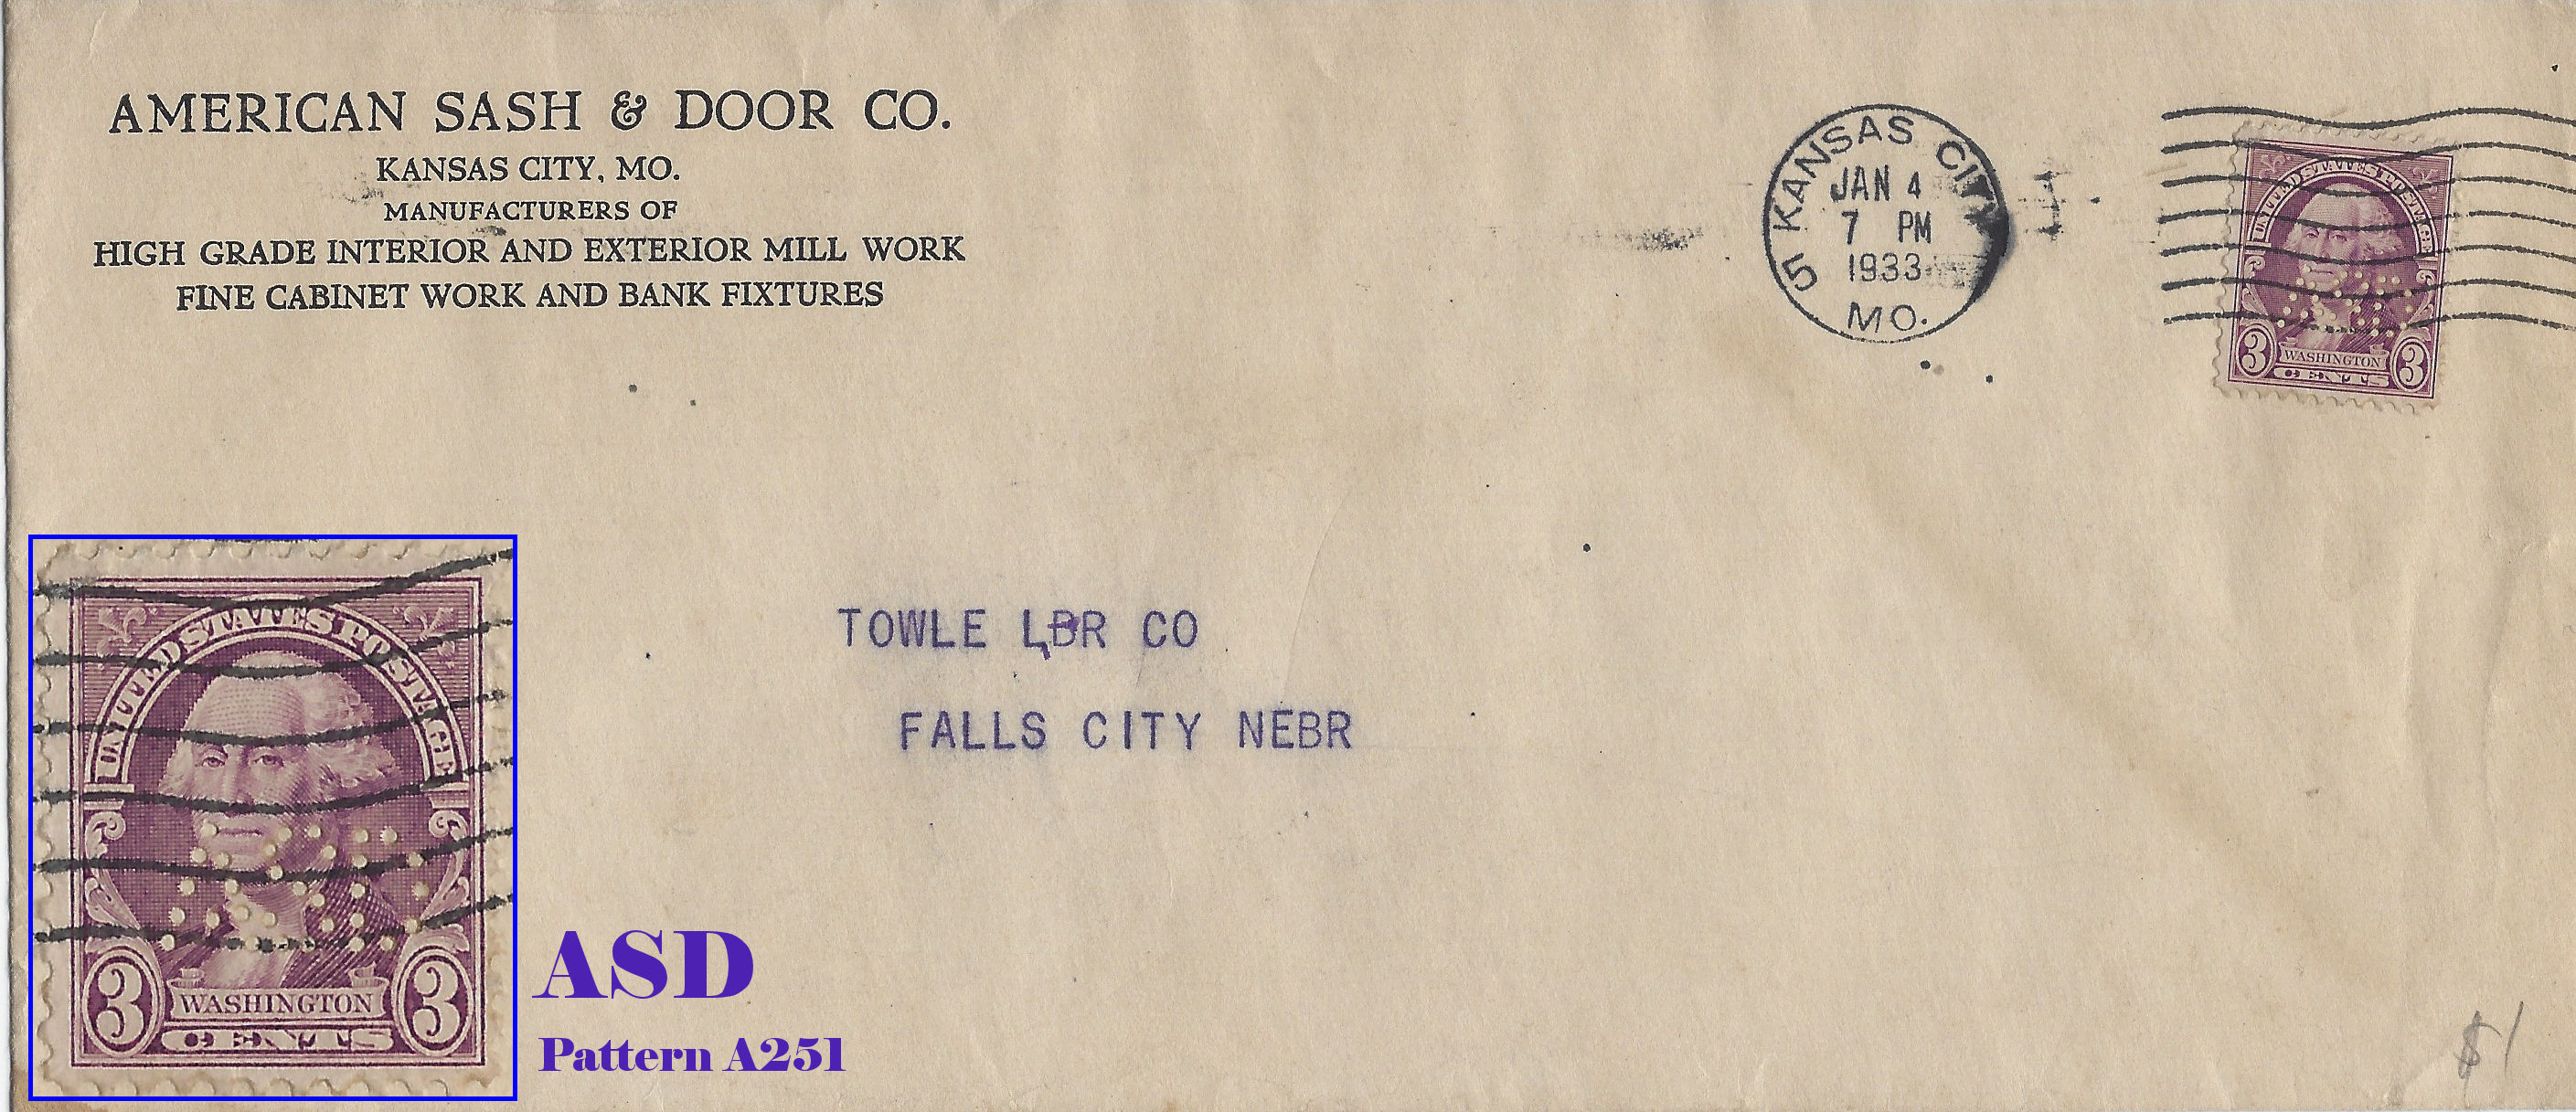 AMERICAN SASH & DOOR CO.
KANSAS CITY, MO.
MANUFACTURERS OF
HIGH GRADE INTERIOR AND EXTERIOR MILL WORK
FINE CABINET WORK AND BANK FIXTURES
5 KANSAS CITY
JAN 4
7 PM
1933
MO.
UNITED STATES POSTAGE
3 WASHINGTON 3
CENTS
TOWLE LBR CO
FALLS CITY NEBR
UNITED STATES POSTAGE
ASD
3 WASHINGTON 3
CENTS
ASD
Pattern A251
$1